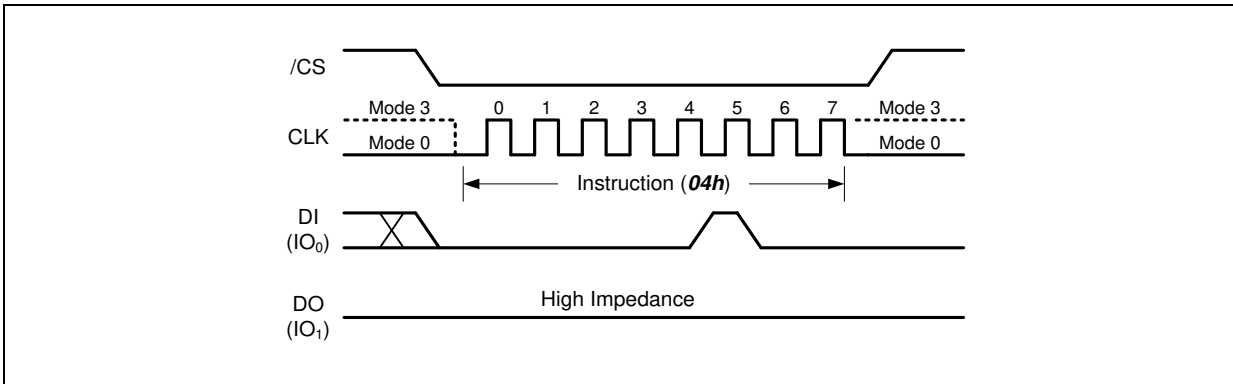 /CS
Mode 3 0 1 2 3 4 5 6 7 Mode 3
CLK
Mode 0 Mode 0
Instruction (04h)
DI
(IO₀)
High Impedance
DO
(IO₁)